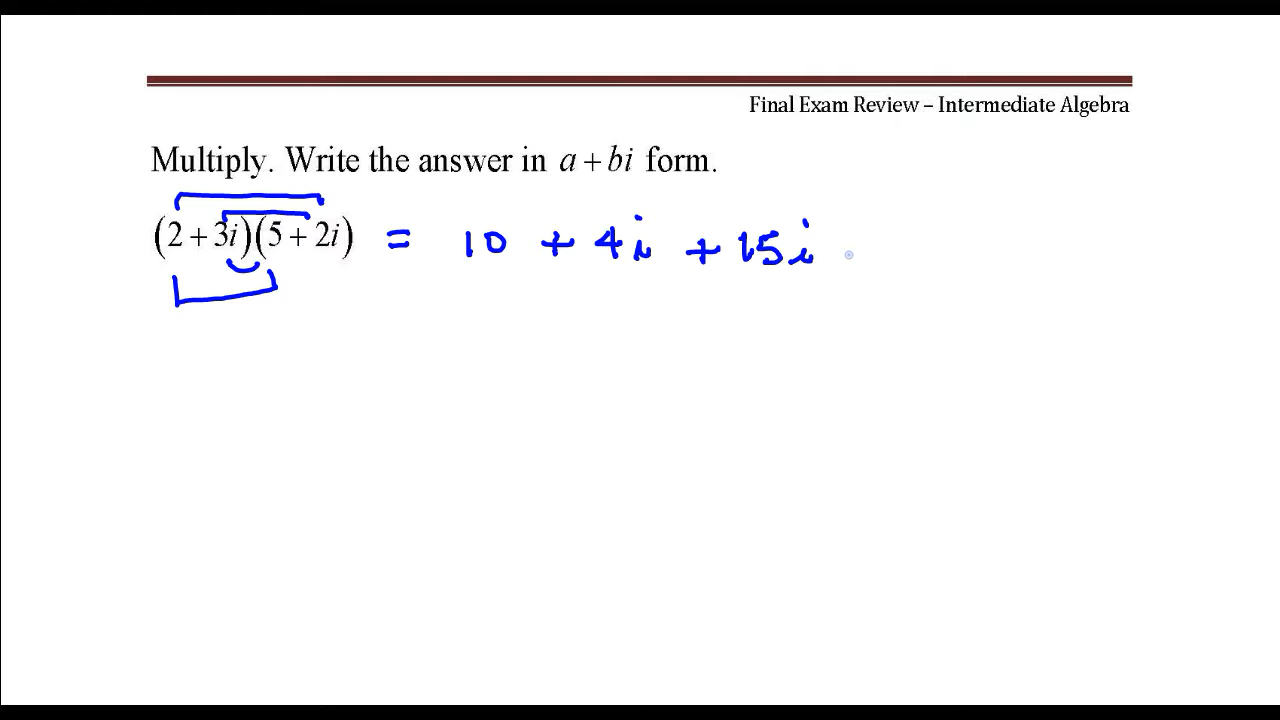 Final Exam Review – Intermediate Algebra
Multiply. Write the answer in a + bi form.
(2 + 3i)(5 + 2i) = 10 + 4i + 15i